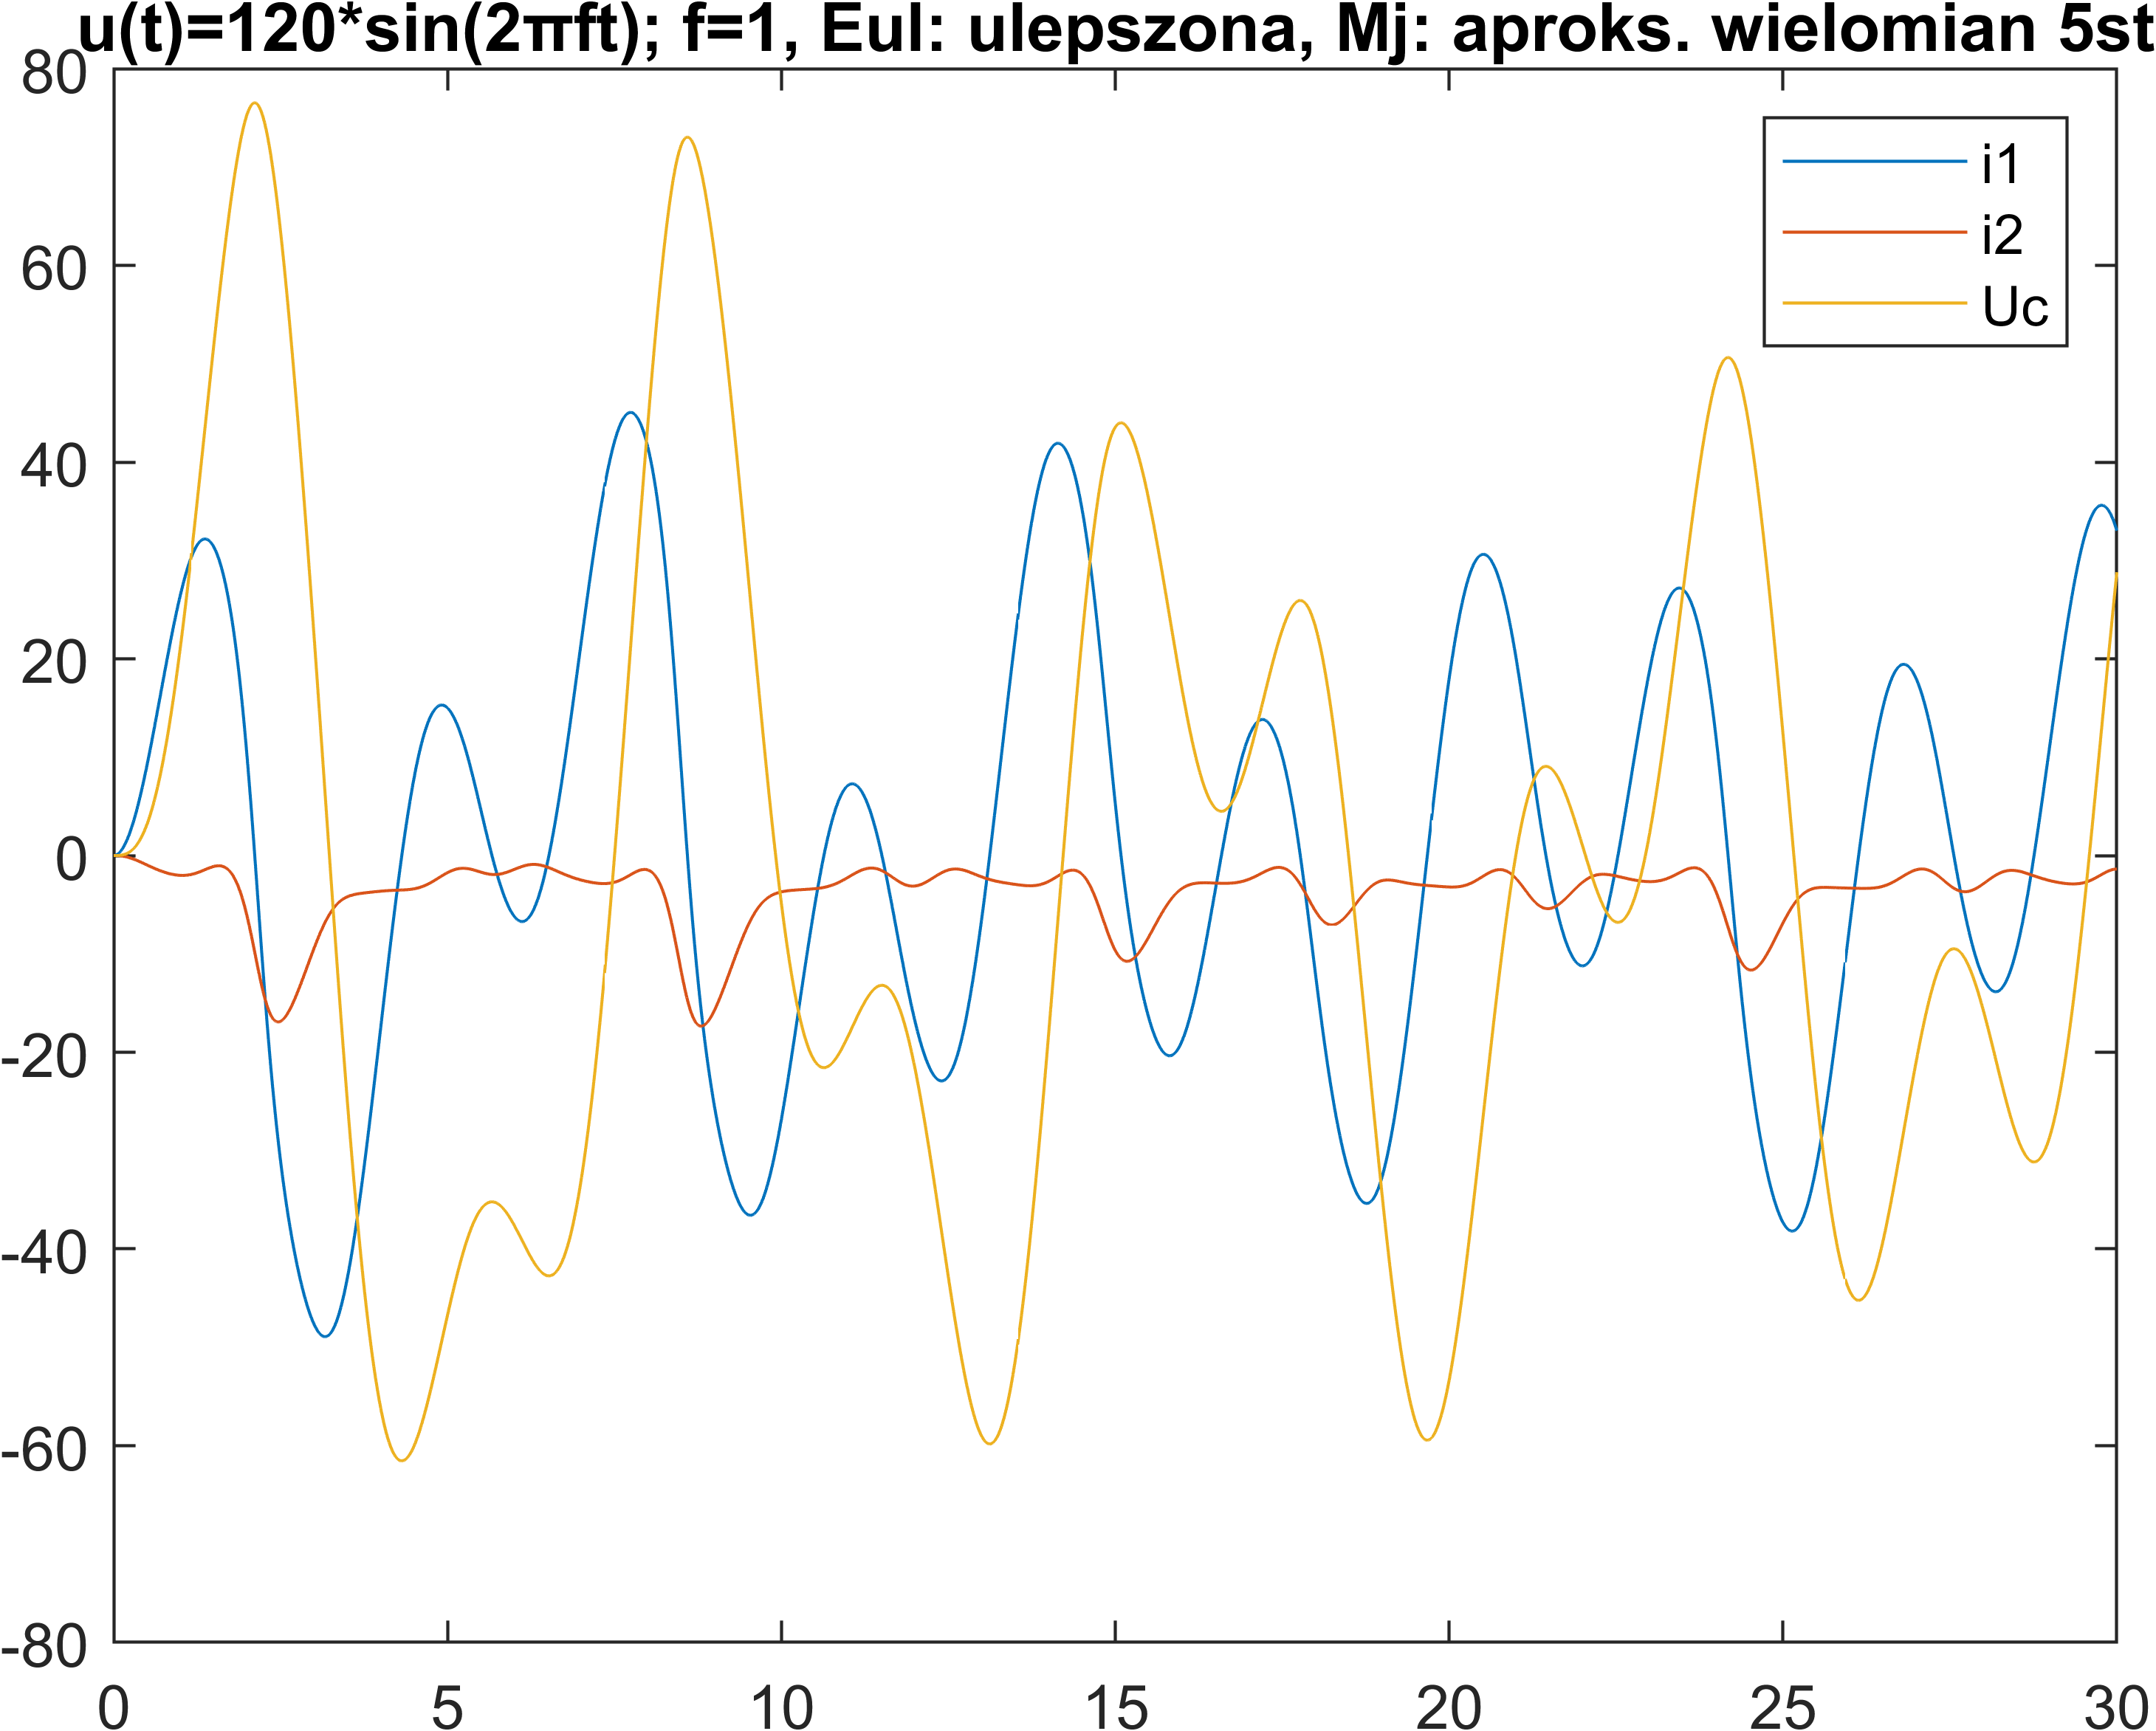 u(t)=120*sin(2πft); f=1, Eul: ulepszona, Mj: aproks. wielomian 5st
80
60
40
20
0
-20
-40
-60
-80
0 5 10 15 20 25 30
i1
i2
Uc